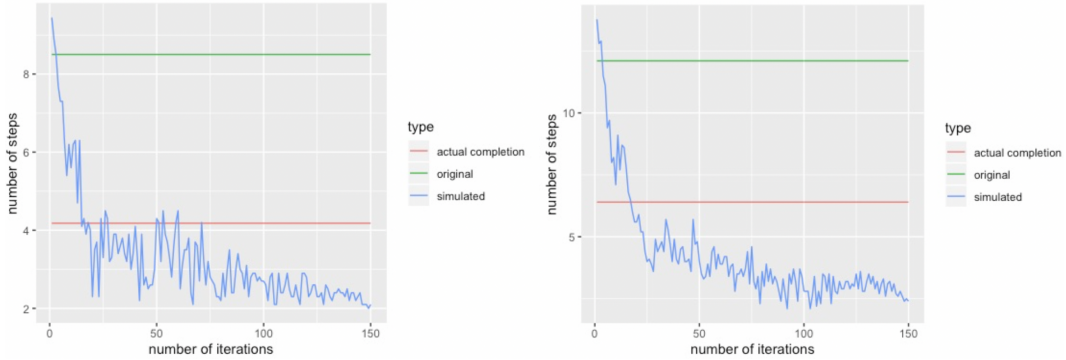 number of steps
8
6
4
2
0
50
100
150
number of iterations
type
actual completion
original
simulated
number of steps
10
5
0
50
100
150
number of iterations
type
actual completion
original
simulated